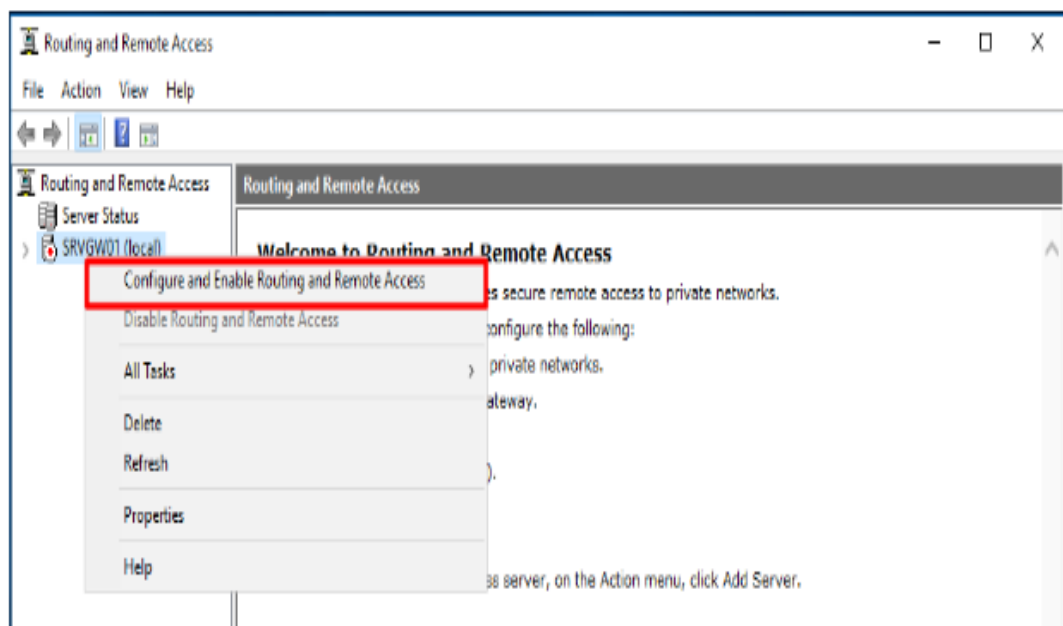 Routing and Remote Access
File Action View Help
Routing and Remote Access
Server Status
SRVGW01 (local)
Routing and Remote Access
Welcome to Routing and Remote Access
Configure and Enable Routing and Remote Access
es secure remote access to private networks.
Disable Routing and Remote Access
configure the following:
All Tasks
private networks.
ateway.
Delete
Refresh
).
Properties
Help
ss server, on the Action menu, click Add Server.